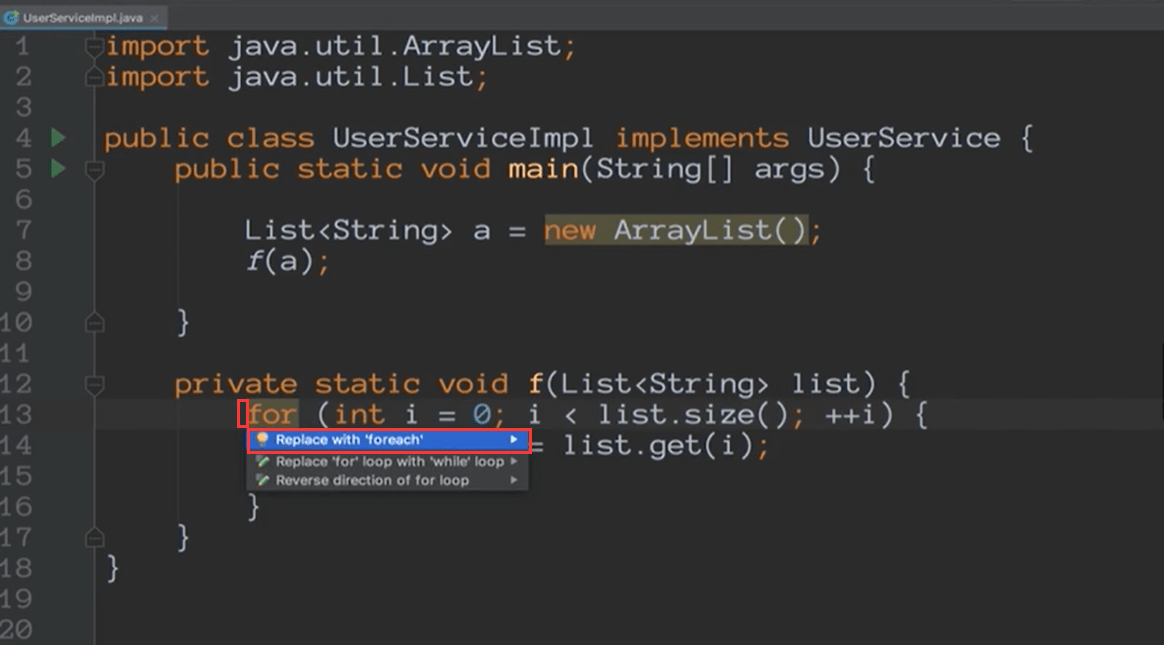 UserServiceImpl.java
1 import java.util.ArrayList;
2 import java.util.List;
3
4 public class UserServiceImpl implements UserService {
5 public static void main(String[] args) {
6
7 List<String> a = new ArrayList();
8 f(a);
9
10 }
11
12 private static void f(List<String> list) {
13 for (int i = 0; i < list.size(); ++i) {
Replace with 'foreach'
14 = list.get(i);
Replace 'for' loop with 'while' loop
15
Reverse direction of for loop
16 }
17 }
18 }
19
20